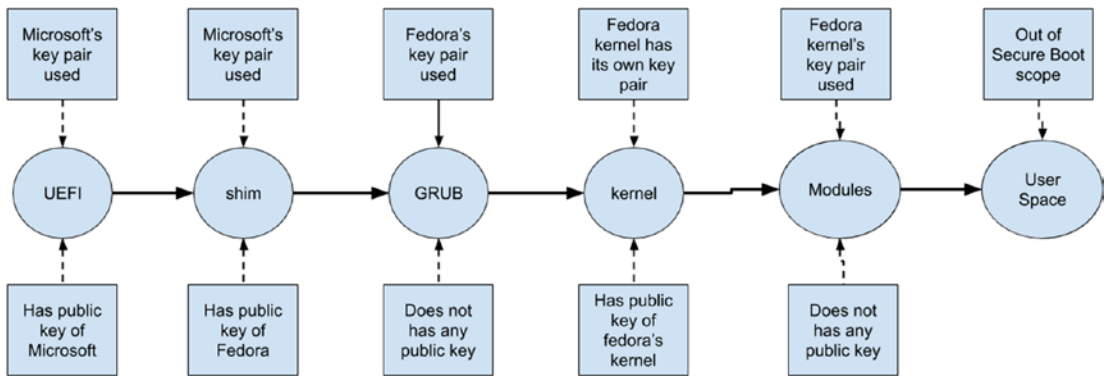 Microsoft's
key pair
used
Microsoft's
key pair
used
Fedora's
key pair
used
Fedora
kernel has
its own key
pair
Fedora
kernel's
key pair
used
Out of
Secure Boot
scope
UEFI
shim
GRUB
kernel
Modules
User
Space
Has public
key of
Microsoft
Has public
key of
Fedora
Does not
has any
public key
Has public
key of
fedora's
kernel
Does not
has any
public key